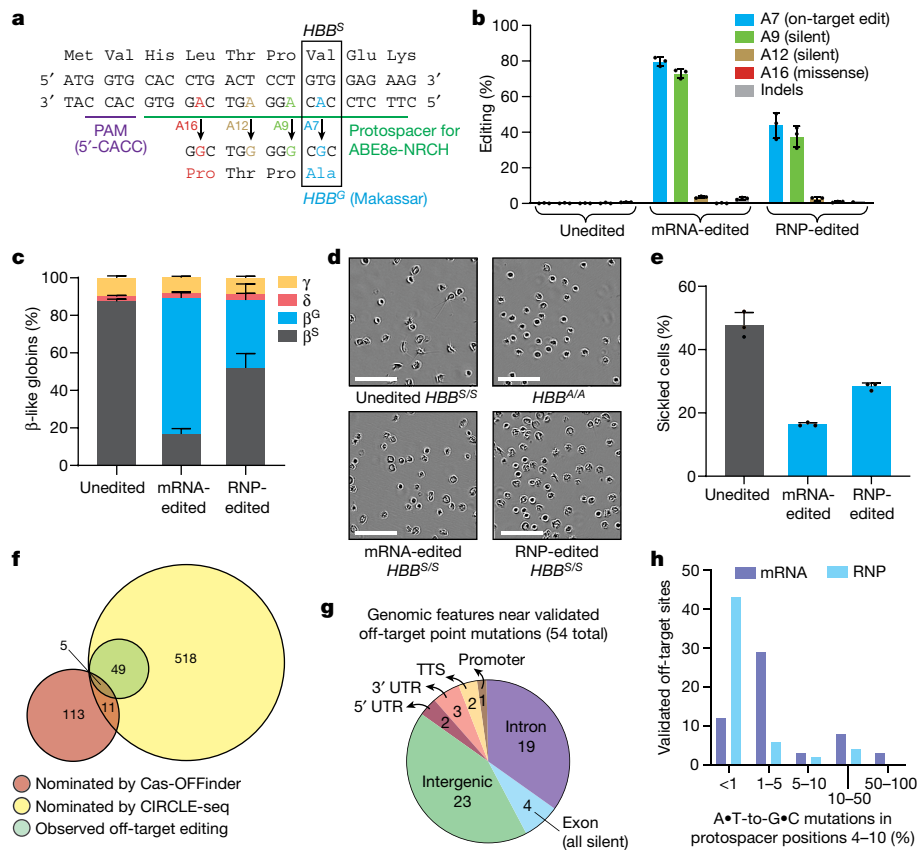 a
HBB^S
Met Val His Leu Thr Pro Val Glu Lys
5′ ATG GTG CAC CTG ACT CCT GTG GAG AAG 3′
3′ TAC CAC GTG GAC TGA GGA CAC CTC TTC 5′
PAM
(5′-CACC)
A16 A12 A9 A7
Protospacer for
ABE8e-NRCH
GGC TGG GGG CGC
Pro Thr Pro Ala
HBB^G (Makassar)
b
Editing (%)
80
60
40
20
0
A7 (on-target edit)
A9 (silent)
A12 (silent)
A16 (missense)
Indels
Unedited mRNA-edited RNP-edited
c
β-like globins (%)
100
80
60
40
20
0
γ
δ
β^G
β^S
Unedited mRNA-edited RNP-edited
d
Unedited HBB^S/S
HBB^A/A
mRNA-edited HBB^S/S
RNP-edited HBB^S/S
e
Sickled cells (%)
60
40
20
0
Unedited mRNA-edited RNP-edited
f
5
49
518
113
11
Nominated by Cas-OFFinder
Nominated by CIRCLE-seq
Observed off-target editing
g
Genomic features near validated
off-target point mutations (54 total)
Promoter
TTS
3′ UTR
5′ UTR
1
2
3
2
Intron
19
Intergenic
23
4
Exon
(all silent)
h
mRNA RNP
Validated off-target sites
50
40
30
20
10
0
<1 1–5 5–10 10–50 50–100
A•T-to-G•C mutations in
protospacer positions 4–10 (%)